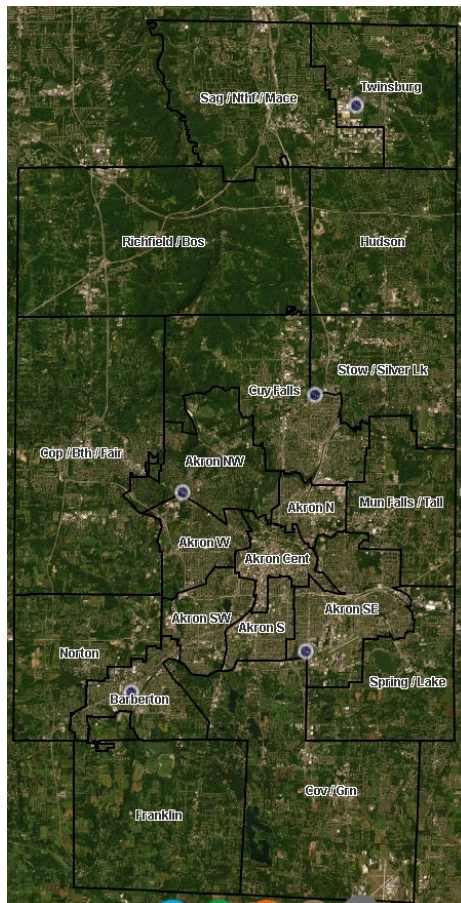 Twinsburg
Sag / Nthf / Mace
Richfield / Bos
Hudson
Stow / Silver Lk
Cuy Falls
Cop / Bth / Fair
Akron NW
Mun Falls / Tall
Akron N
Akron W
Akron Cent
Akron SE
Akron SW
Akron S
Norton
Spring / Lake
Barberton
Cov / Grn
Franklin